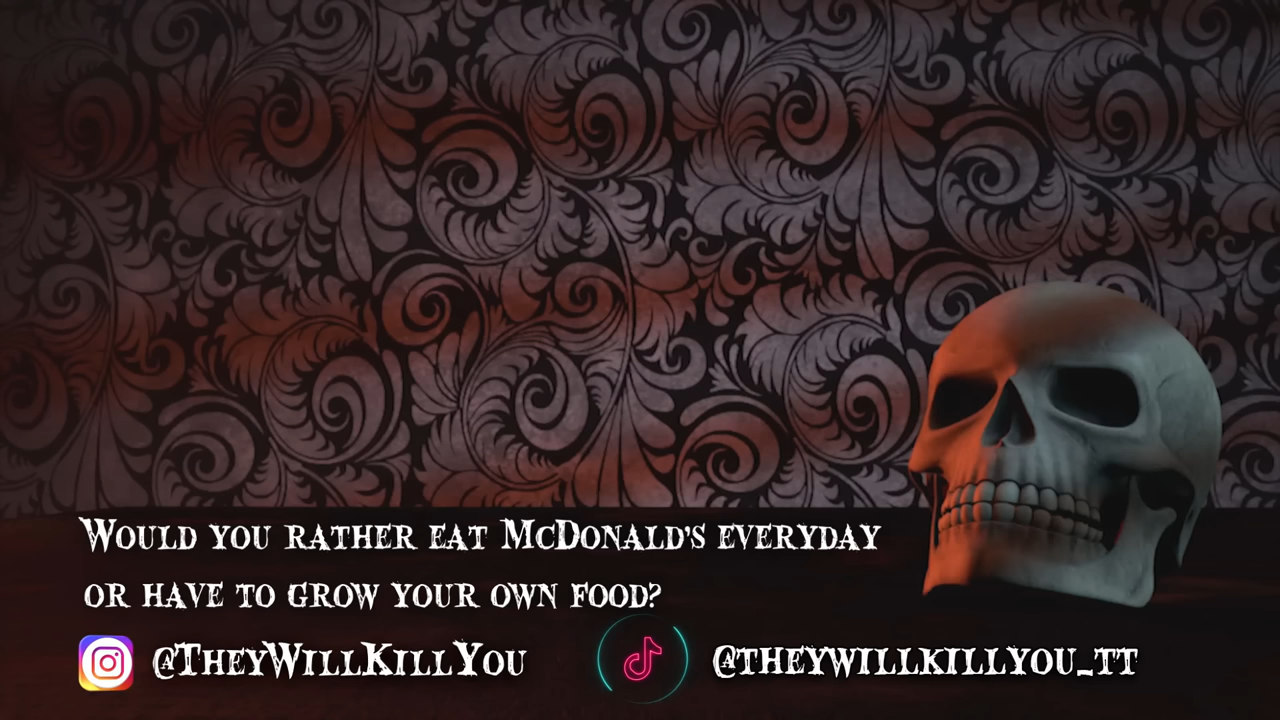 Would you rather eat McDonald's everyday
or have to grow your own food?
@TheyWillKillYou @theywillkillyou_tt